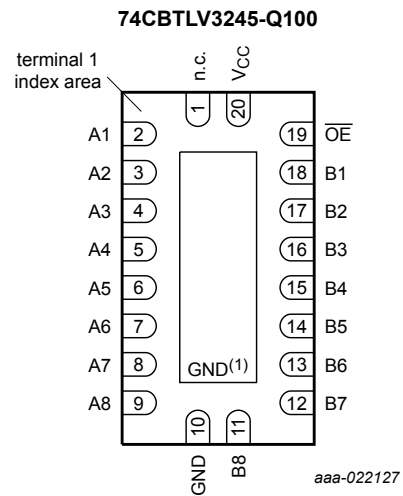 74CBTLV3245-Q100
terminal 1
index area
n.c.
VCC
1
20
A1 2
19 OE
A2 3
18 B1
A3 4
17 B2
A4 5
16 B3
A5 6
15 B4
A6 7
14 B5
A7 8
13 B6
A8 9
12 B7
GND(1)
10
11
GND
B8
aaa-022127